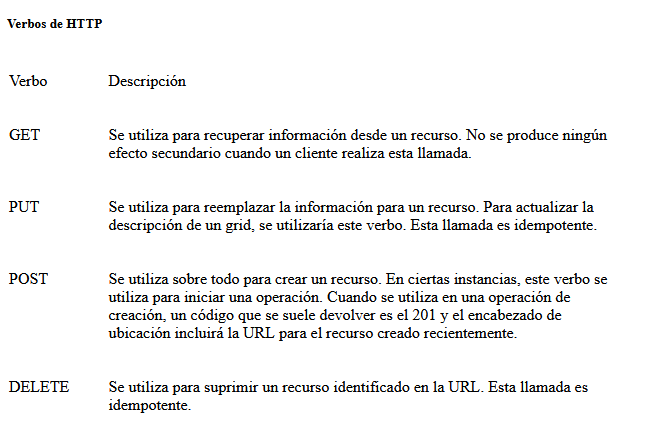 Verbos de HTTP
Verbo Descripción
GET Se utiliza para recuperar información desde un recurso. No se produce ningún
efecto secundario cuando un cliente realiza esta llamada.
PUT Se utiliza para reemplazar la información para un recurso. Para actualizar la
descripción de un grid, se utilizaría este verbo. Esta llamada es idempotente.
POST Se utiliza sobre todo para crear un recurso. En ciertas instancias, este verbo se
utiliza para iniciar una operación. Cuando se utiliza en una operación de
creación, un código que se suele devolver es el 201 y el encabezado de
ubicación incluirá la URL para el recurso creado recientemente.
DELETE Se utiliza para suprimir un recurso identificado en la URL. Esta llamada es
idempotente.